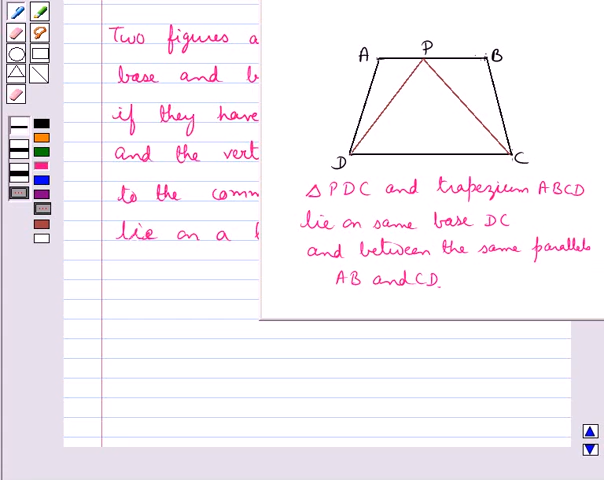 Two figures a
base and b
if they have
and the vert
to the comm
lie on a
A P B
D C
△ PDC and trapezium ABCD
lie on same base DC
and between the same parallels
AB and CD.